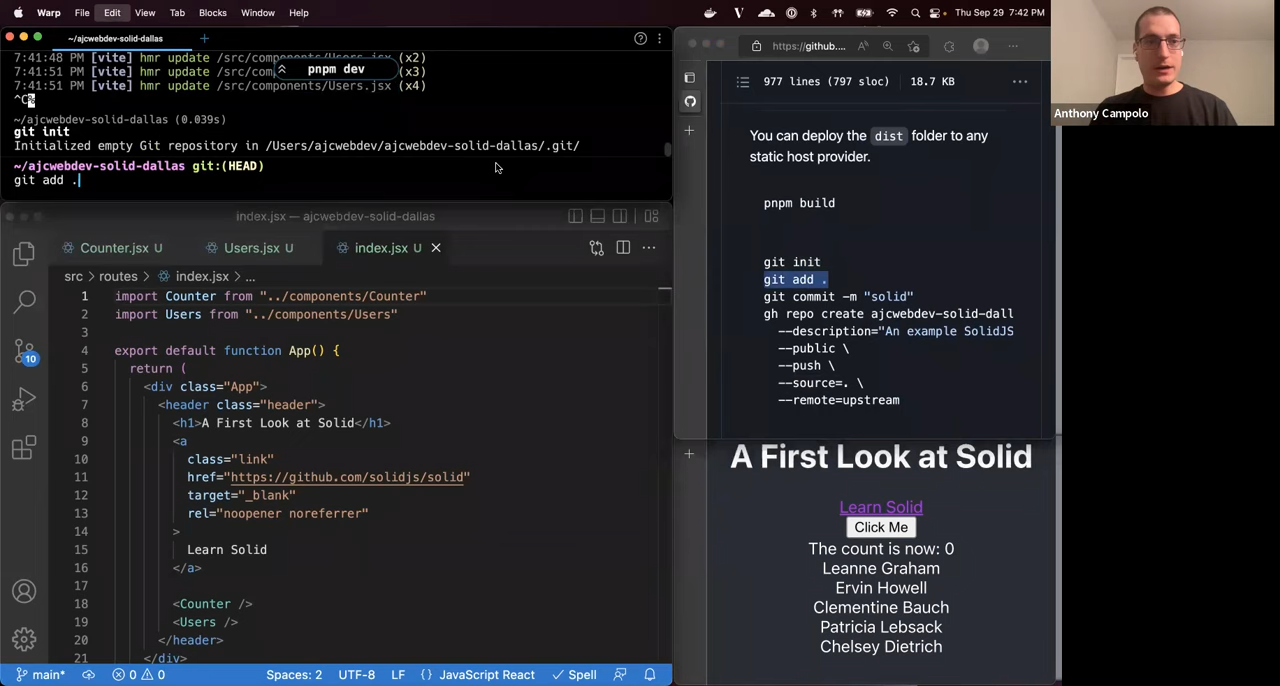 Warp File Edit View Tab Blocks Window Help
Thu Sep 29 7:42 PM
~/ajcwebdev-solid-dallas
7:41:48 PM [vite] hmr update /src/components/Users.jsx (x2)
7:41:51 PM [vite] hmr update /src/components/Users.jsx (x3)
pnpm dev
7:41:51 PM [vite] hmr update /src/components/Users.jsx (x4)
^C%
~/ajcwebdev-solid-dallas (0.039s)
git init
Initialized empty Git repository in /Users/ajcwebdev/ajcwebdev-solid-dallas/.git/
~/ajcwebdev-solid-dallas git:(HEAD)
git add .
index.jsx — ajcwebdev-solid-dallas
Counter.jsx U
Users.jsx U
index.jsx U
src > routes > index.jsx > ...
1 import Counter from "../components/Counter"
2 import Users from "../components/Users"
3
4 export default function App() {
5 return (
6 <div class="App">
7 <header class="header">
8 <h1>A First Look at Solid</h1>
9 <a
10 class="link"
11 href="https://github.com/solidjs/solid"
12 target="_blank"
13 rel="noopener noreferrer"
14 >
15 Learn Solid
16 </a>
17
18 <Counter />
19 <Users />
20 </header>
21 </div>
10
main* 0 0 Spaces: 2 UTF-8 LF {} JavaScript React Spell
https://github....
977 lines (797 sloc) 18.7 KB
You can deploy the dist folder to any
static host provider.
pnpm build
git init
git add .
git commit -m "solid"
gh repo create ajcwebdev-solid-dall
--description="An example SolidJS
--public \
--push \
--source=. \
--remote=upstream
A First Look at Solid
Learn Solid
Click Me
The count is now: 0
Leanne Graham
Ervin Howell
Clementine Bauch
Patricia Lebsack
Chelsey Dietrich
Anthony Campolo